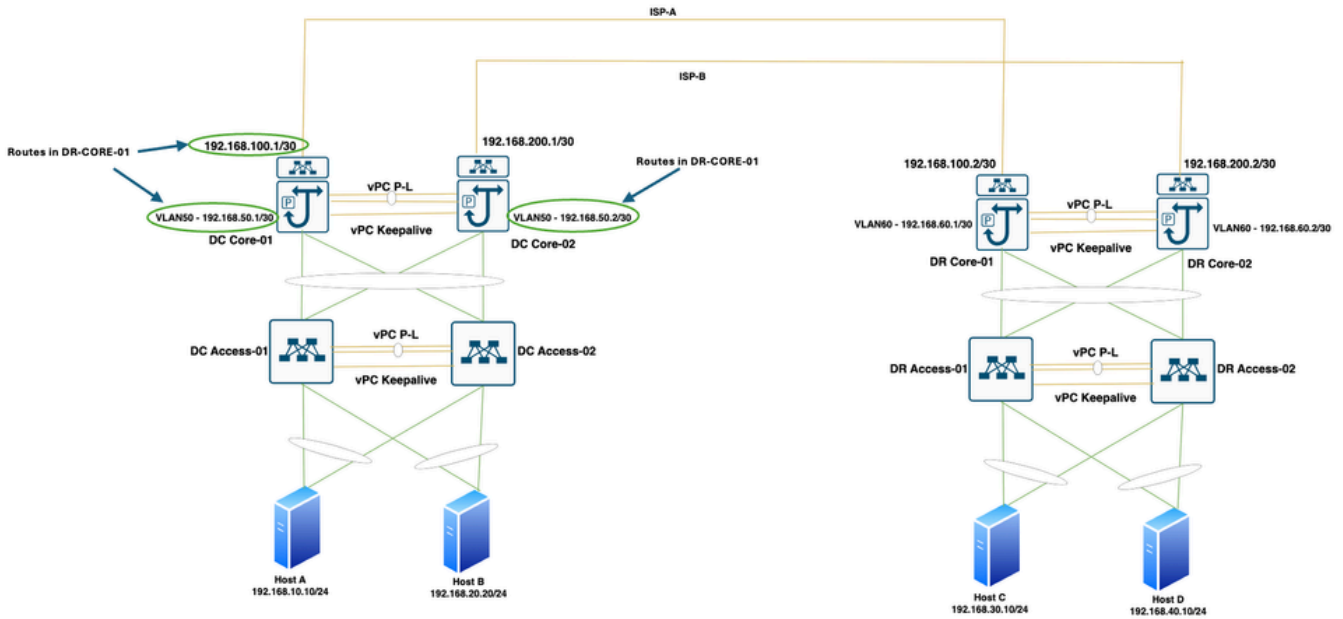 ISP-A
ISP-B
192.168.100.1/30
192.168.200.1/30
Routes in DR-CORE-01
Routes in DR-CORE-01
192.168.100.2/30
192.168.200.2/30
vPC P-L
P
P
VLAN50 - 192.168.50.1/30
VLAN50 - 192.168.50.2/30
vPC Keepalive
DC Core-01
DC Core-02
vPC P-L
P
P
VLAN60 - 192.168.60.1/30
VLAN60 - 192.168.60.2/30
vPC Keepalive
DR Core-01
DR Core-02
vPC P-L
DC Access-01
DC Access-02
vPC Keepalive
vPC P-L
DR Access-01
DR Access-02
vPC Keepalive
Host A
192.168.10.10/24
Host B
192.168.20.20/24
Host C
192.168.30.10/24
Host D
192.168.40.10/24